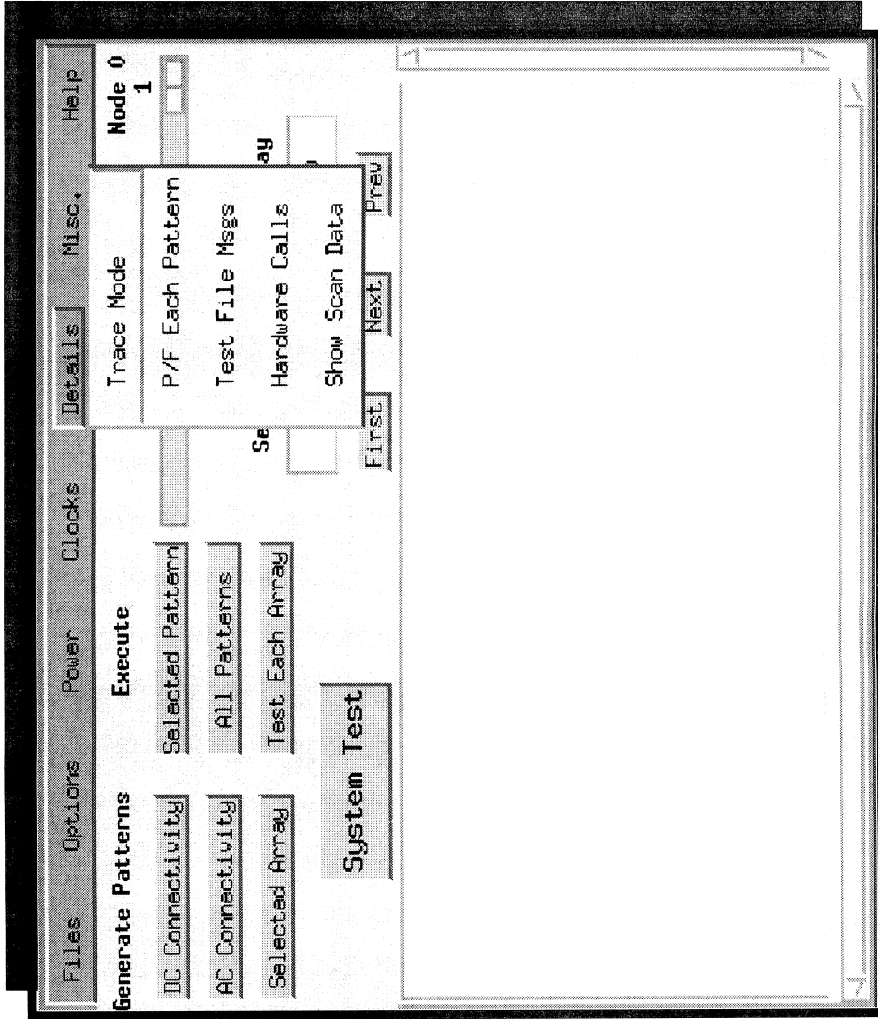 Files Options Power Clocks Details Misc. Help
Generate Patterns Execute Trace Mode Node 0
1
DC Connectivity Selected Pattern P/F Each Pattern
AC Connectivity All Patterns Test File Msgs
Selected Array Test Each Array Se Hardware Calls ay
System Test Show Scan Data
First Next Prev